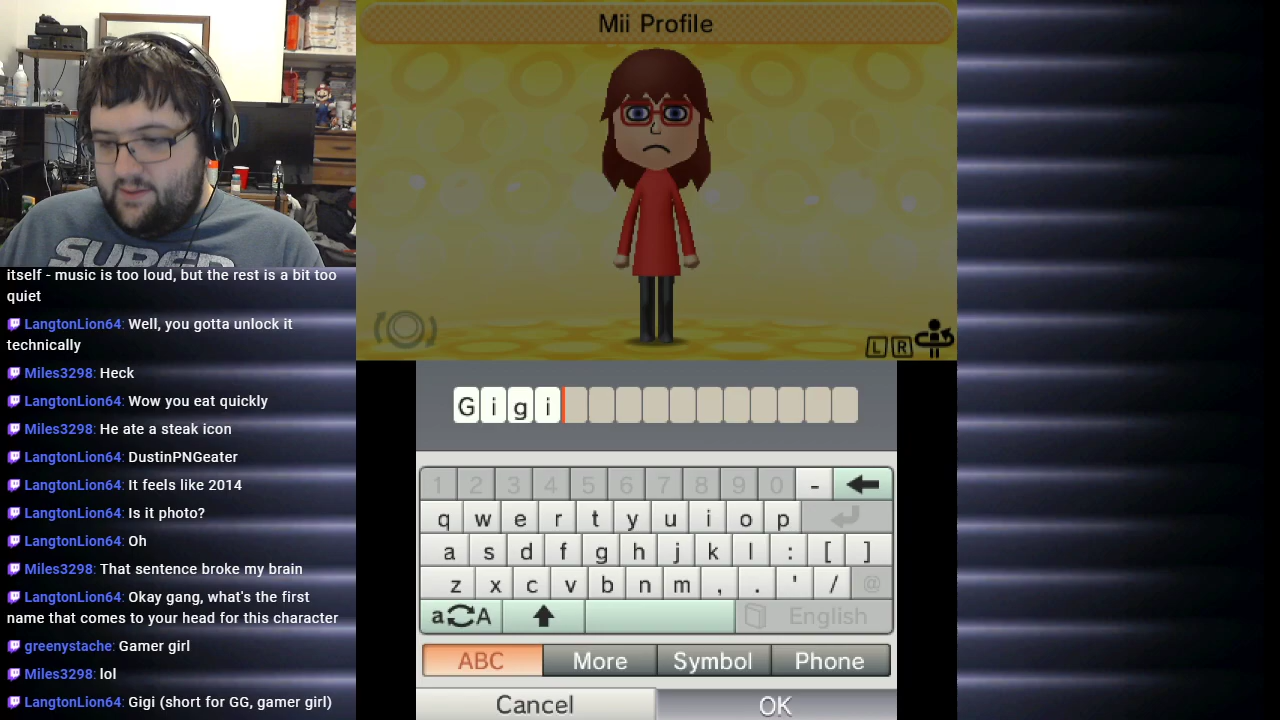 Mii Profile
SUPER
L R
itself - music is too loud, but the rest is a bit too
quiet
LangtonLion64: Well, you gotta unlock it
technically
Miles3298: Heck
LangtonLion64: Wow you eat quickly
Miles3298: He ate a steak icon
LangtonLion64: DustinPNGeater
LangtonLion64: It feels like 2014
LangtonLion64: Is it photo?
LangtonLion64: Oh
Miles3298: That sentence broke my brain
LangtonLion64: Okay gang, what's the first
name that comes to your head for this character
greenystache: Gamer girl
Miles3298: lol
LangtonLion64: Gigi (short for GG, gamer girl)
Gigi
1 2 3 4 5 6 7 8 9 0 -
q w e r t y u i o p
a s d f g h j k l : [ ]
z x c v b n m , . ' / @
a A English
ABC More Symbol Phone
Cancel OK